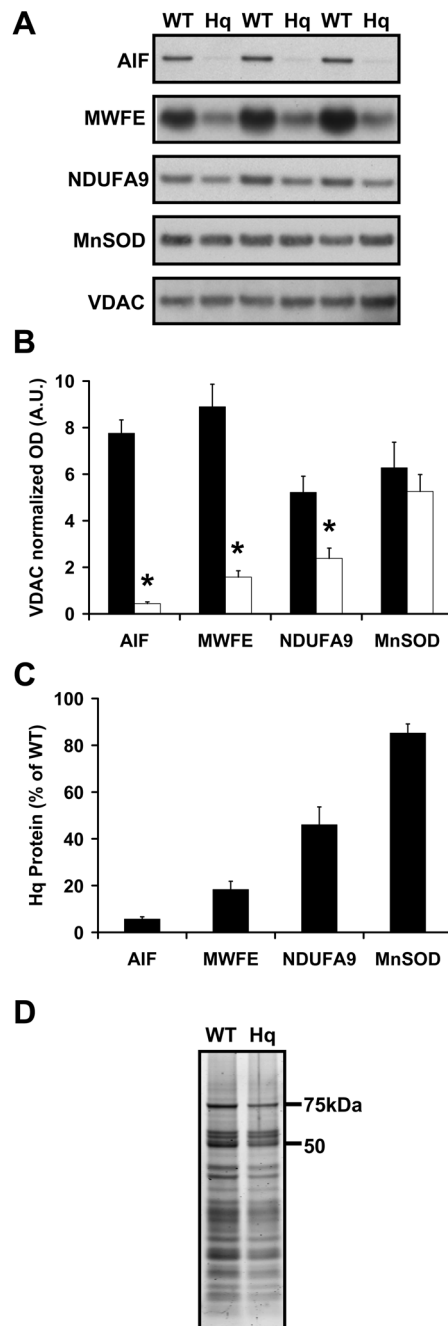 A
WT Hq WT Hq WT Hq
AIF
MWFE
NDUFA9
MnSOD
VDAC
B
VDAC normalized OD (A.U.)
10
8
6
4
2
0
* * *
AIF MWFE NDUFA9 MnSOD
C
Hq Protein (% of WT)
100
80
60
40
20
0
AIF MWFE NDUFA9 MnSOD
D
WT Hq
75kDa
50